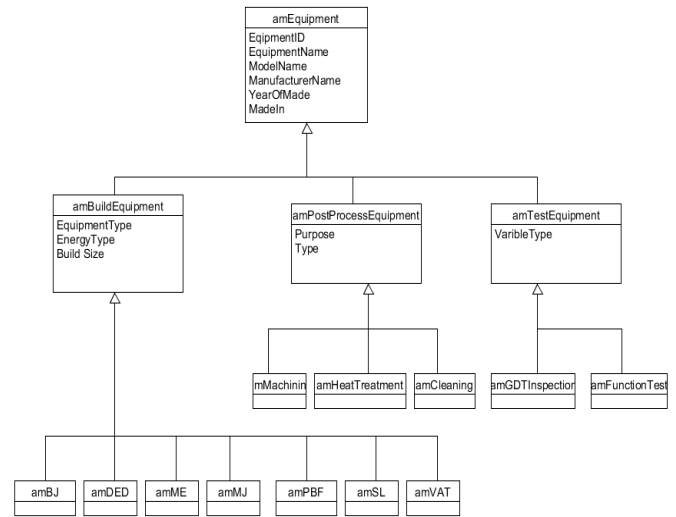 amEquipment
EqipmentID
EquipmentName
ModelName
ManufacturerName
YearOfMade
MadeIn
amBuildEquipment
EquipmentType
EnergyType
Build Size
amPostProcessEquipment
Purpose
Type
amTestEquipment
VaribleType
mMachinin
amHeatTreatment
amCleaning
amGDTInspection
amFunctionTest
amBJ
amDED
amME
amMJ
amPBF
amSL
amVAT